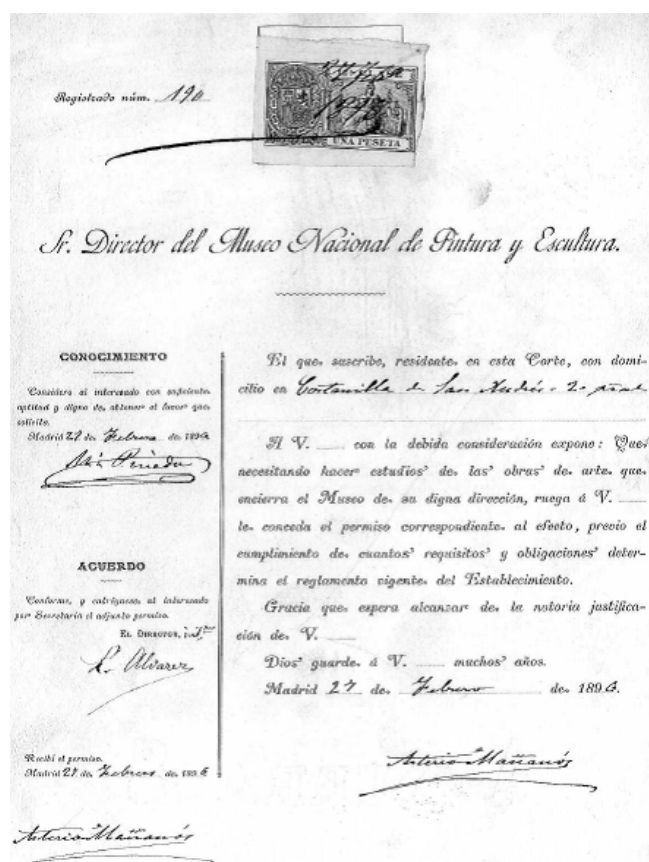 Registrado núm. 190
UNA PESETA
Sr. Director del Museo Nacional de Pintura y Escultura.
CONOCIMIENTO
Considero al interesado con suficiente
aptitud y digno de obtener el favor que
solicita.
Madrid 27 de Febrero de 1896
ACUERDO
Conforme, y entréguese al interesado
por Secretaría el adjunto permiso.
EL DIRECTOR,
L. Alvarez
Recibí el permiso.
Madrid 27 de Febrero de 1896
Asterio Mañanós
El que suscribe, residente en esta Corte, con domi-
cilio en Costanilla de San Andrés - 2
A V. con la debida consideración expone: Que
necesitando hacer estudios de las obras de arte que
encierra el Museo de su digna dirección, ruega á V.
le conceda el permiso correspondiente al efecto, previo el
cumplimiento de cuantos requisitos y obligaciones deter-
mina el reglamento vigente del Establecimiento.
Gracia que espera alcanzar de la notoria justifica-
ción de V.
Dios guarde á V. muchos años.
Madrid 27 de Febrero de 1896.
Asterio Mañanós